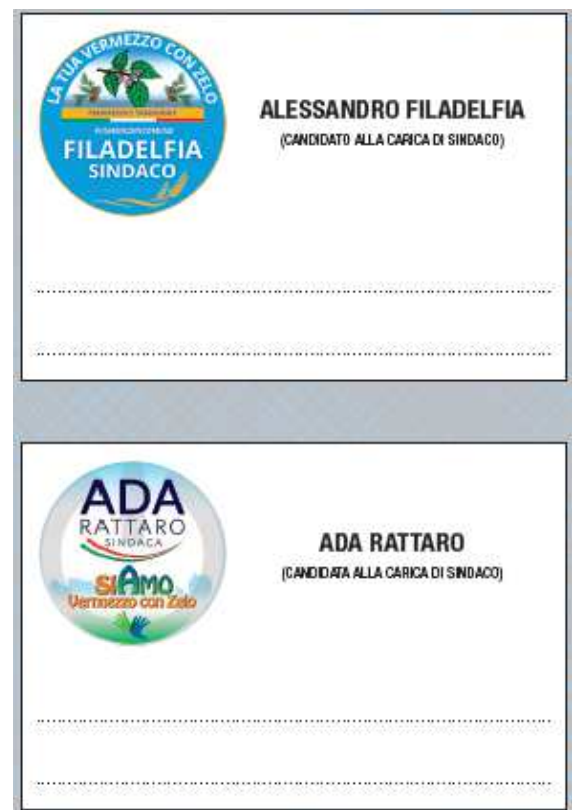 LA TUA VERMEZZO CON ZELO
FILADELFIA
SINDACO
ALESSANDRO FILADELFIA
(CANDIDATO ALLA CARICA DI SINDACO)
ADA
RATTARO
SINDACA
SIAMO
Vermezzo con Zelo
ADA RATTARO
(CANDIDATA ALLA CARICA DI SINDACO)